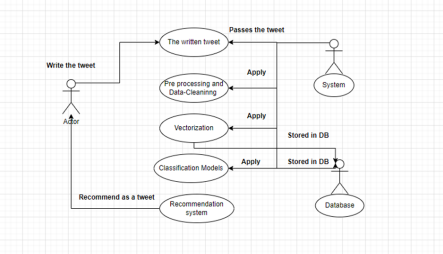 Passes the tweet
The written tweet
Write the tweet
Apply
Pre processing and
Data-Cleaninng
System
Actor
Apply
Vectorization
Stored in DB
Classification Models
Apply
Stored in DB
Recommend as a tweet
Recommendation
system
Database